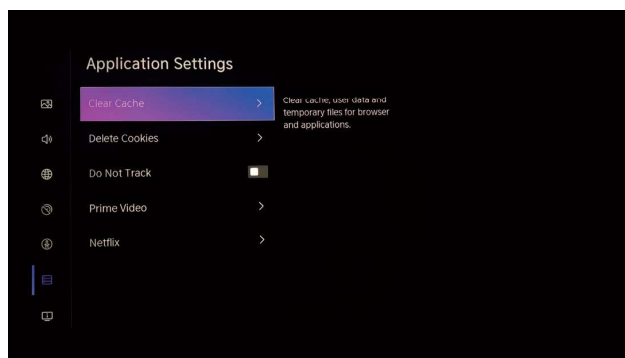 Application Settings
Clear Cache
Clear cache, user data and
temporary files for browser
and applications.
Delete Cookies
Do Not Track
Prime Video
Netflix